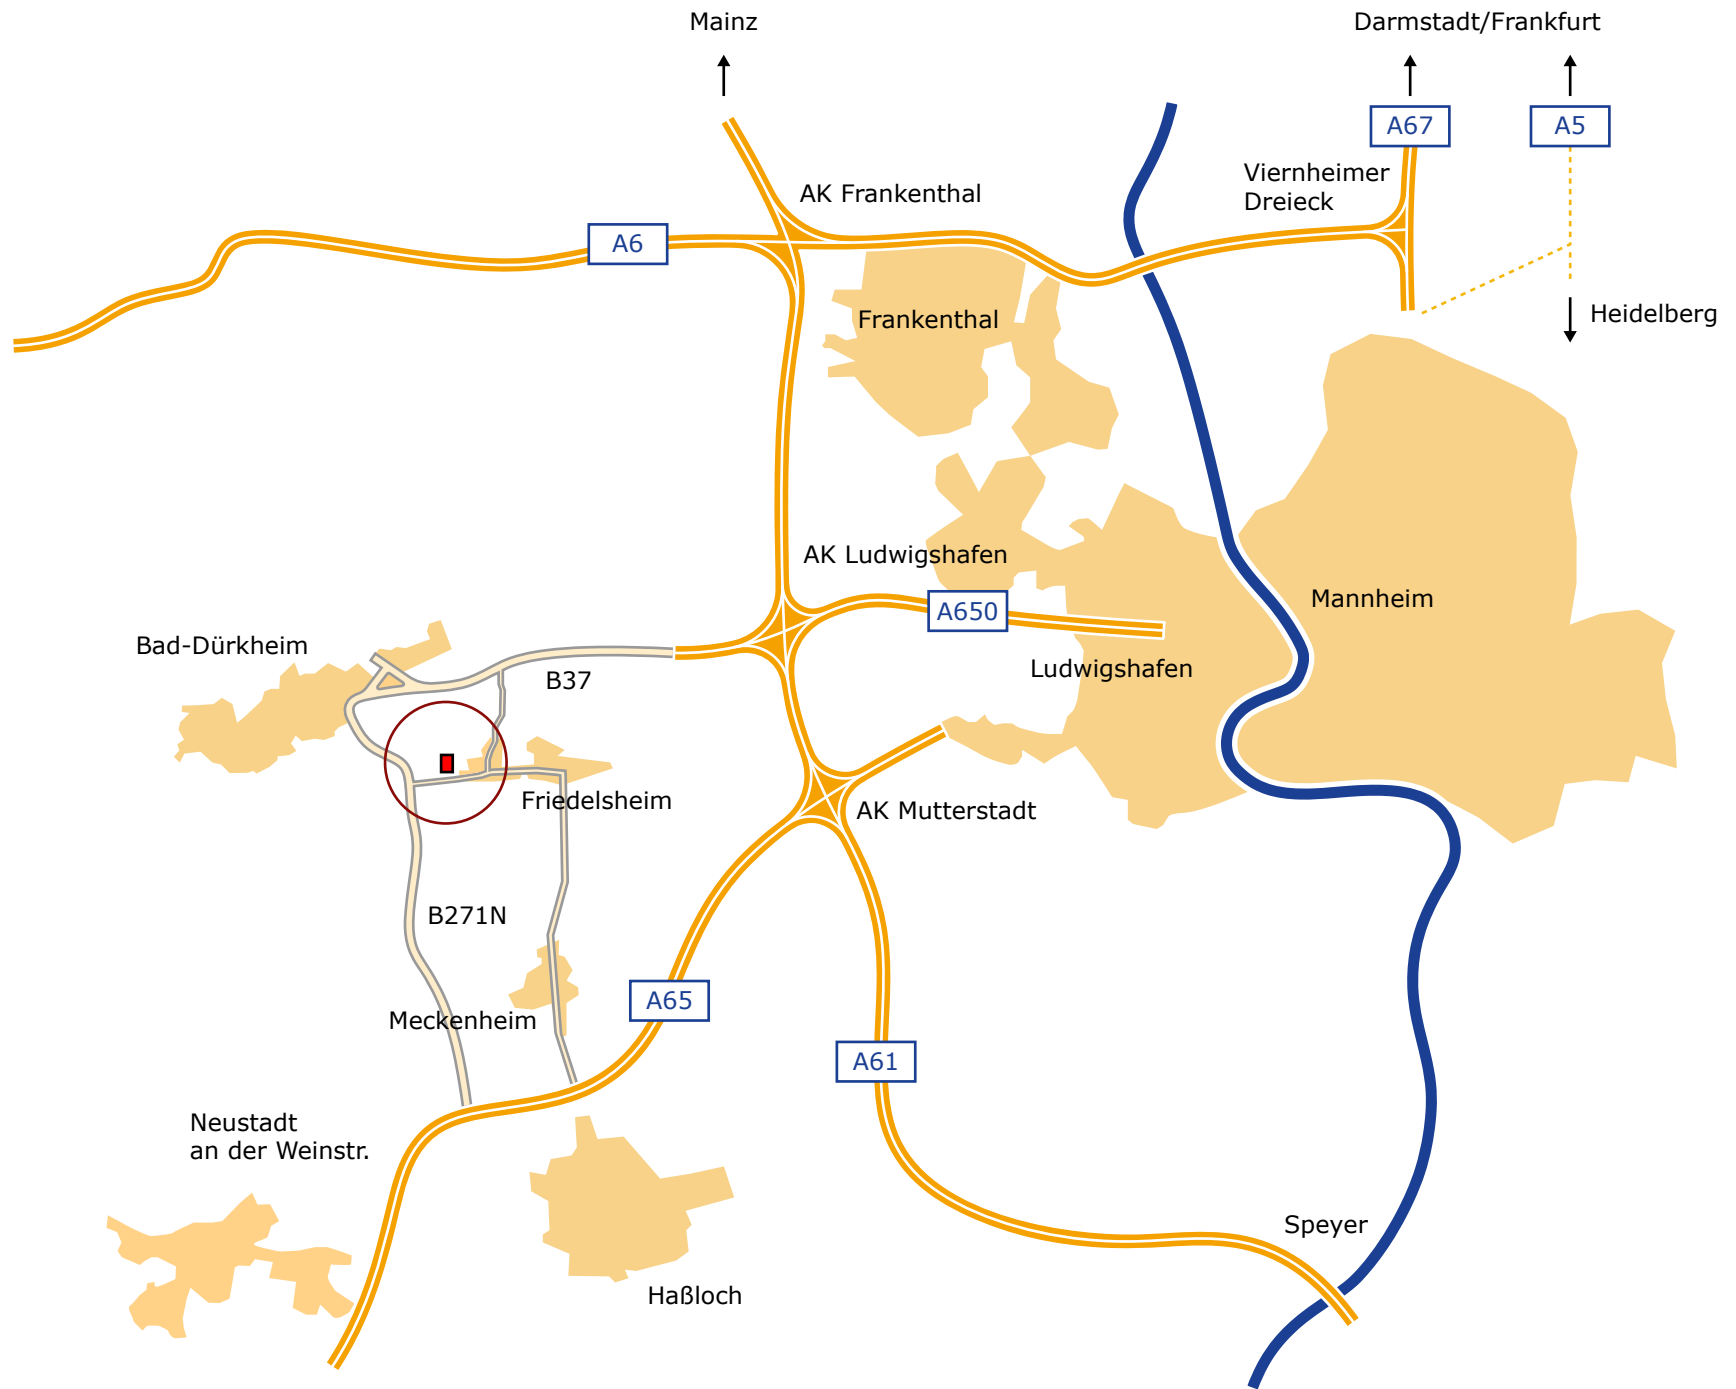 Mainz
Darmstadt/Frankfurt
A67
A5
Viernheimer
Dreieck
AK Frankenthal
A6
Frankenthal
Heidelberg
AK Ludwigshafen
A650
Mannheim
Bad-Dürkheim
B37
Ludwigshafen
Friedelsheim
AK Mutterstadt
B271N
A65
Meckenheim
A61
Neustadt
an der Weinstr.
Speyer
Haßloch